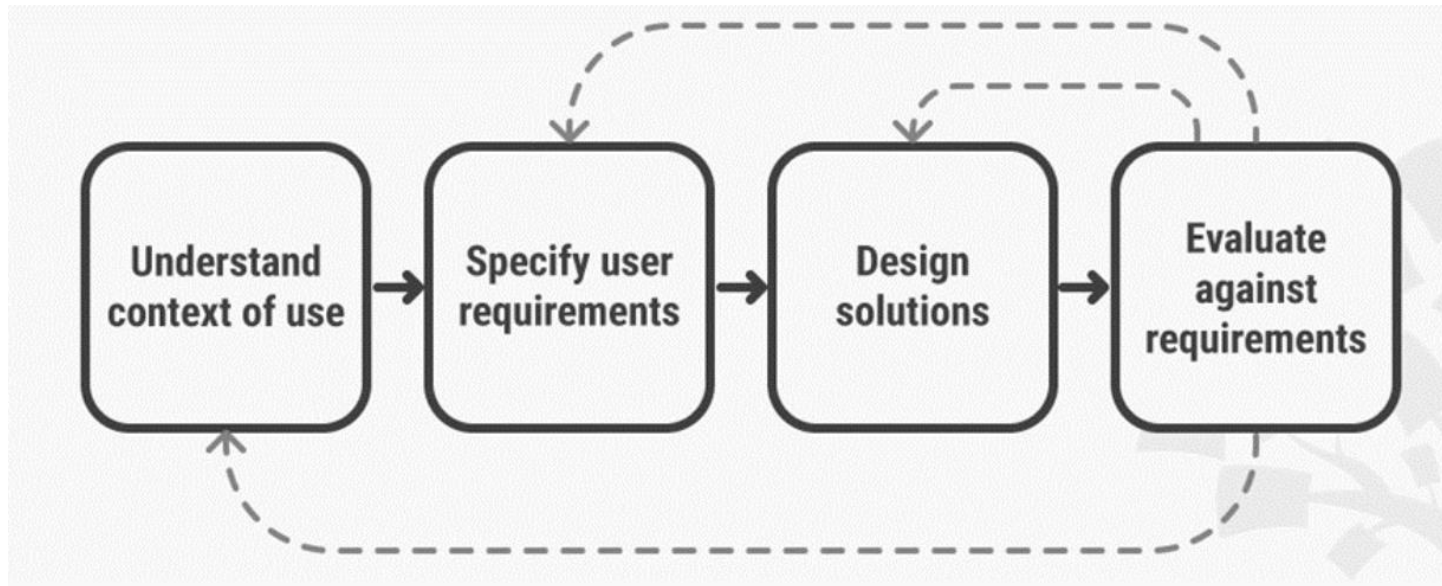 Understand
context of use
Specify user
requirements
Design
solutions
Evaluate
against
requirements